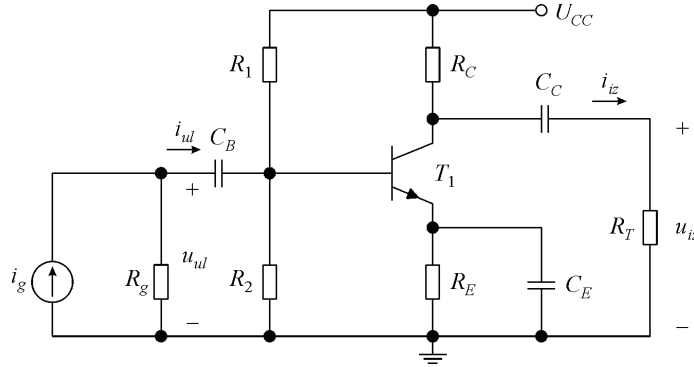 U_CC
R_1
R_C
C_C
i_iz
i_ul
C_B
+
T_1
+
i_g
R_g
u_ul
R_2
R_E
C_E
R_T
u_iz
−
−